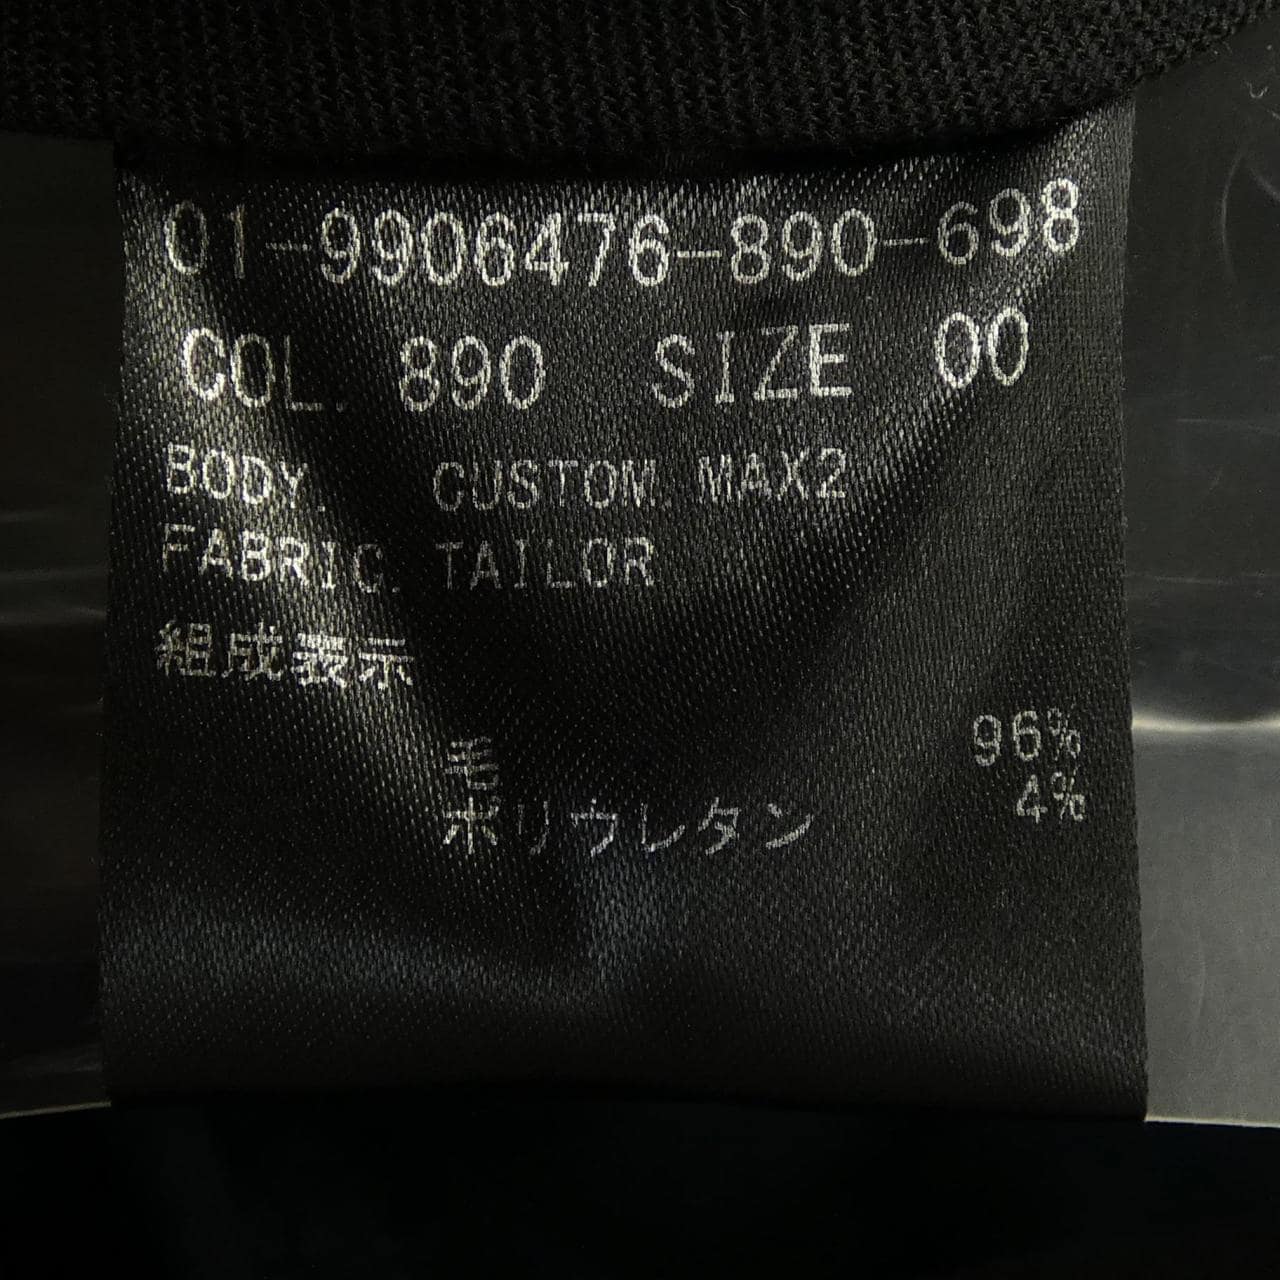 01-9906476-890-698
COL. 890 SIZE 00
BODY. CUSTOM. MAX2
FABRIC. TAILOR
組成表示
毛 96%
ポリウレタン 4%